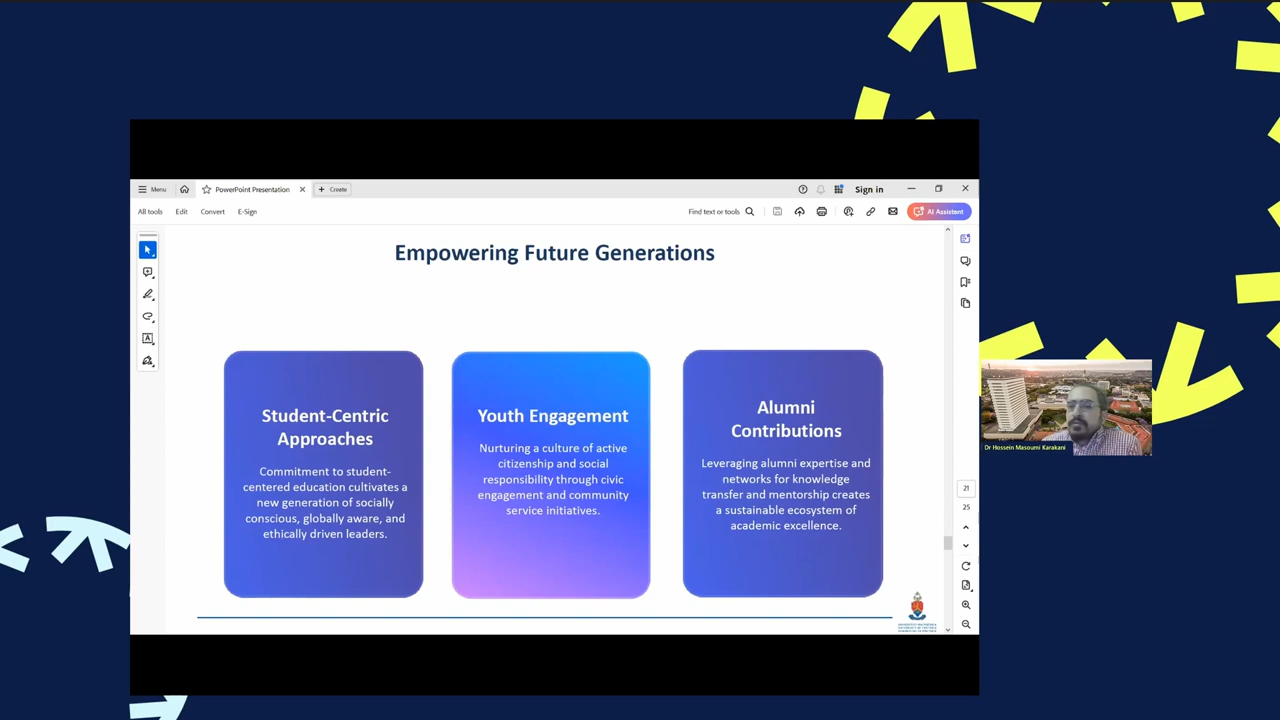 Menu
PowerPoint Presentation
Create
Sign in
All tools
Edit
Convert
E-Sign
Find text or tools
AI Assistant
Empowering Future Generations
Student-Centric
Approaches
Commitment to student-
centered education cultivates a
new generation of socially
conscious, globally aware, and
ethically driven leaders.
Youth Engagement
Nurturing a culture of active
citizenship and social
responsibility through civic
engagement and community
service initiatives.
Alumni
Contributions
Leveraging alumni expertise and
networks for knowledge
transfer and mentorship creates
a sustainable ecosystem of
academic excellence.
21
25
Dr Hossein Masoumi Karakani